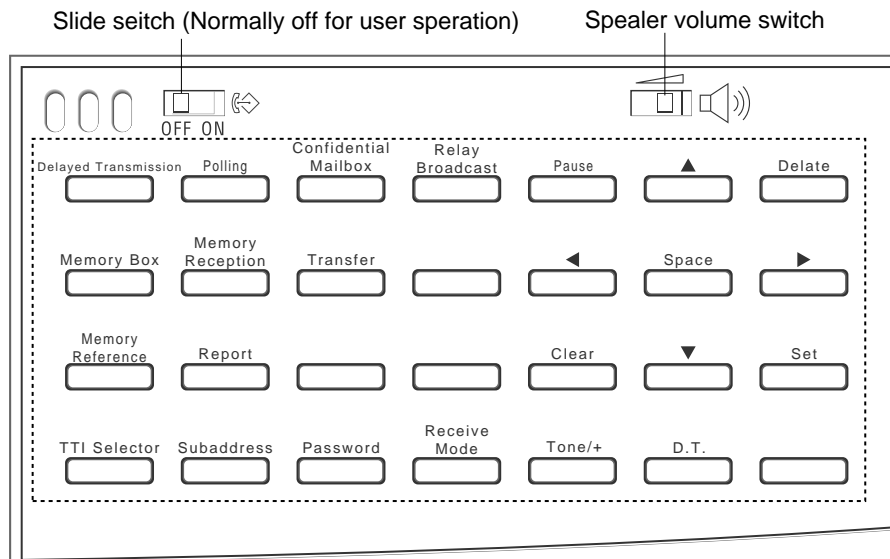 Slide seitch (Normally off for user speration) Spealer volume switch
OFF ON
Confidential Relay
Delayed Transmission Polling Mailbox Broadcast Pause ▲ Delate
Memory
Memory Box Reception Transfer ◀ Space ▶
Memory
Reference Report Clear ▼ Set
Receive
TTI Selector Subaddress Password Mode Tone/+ D.T.